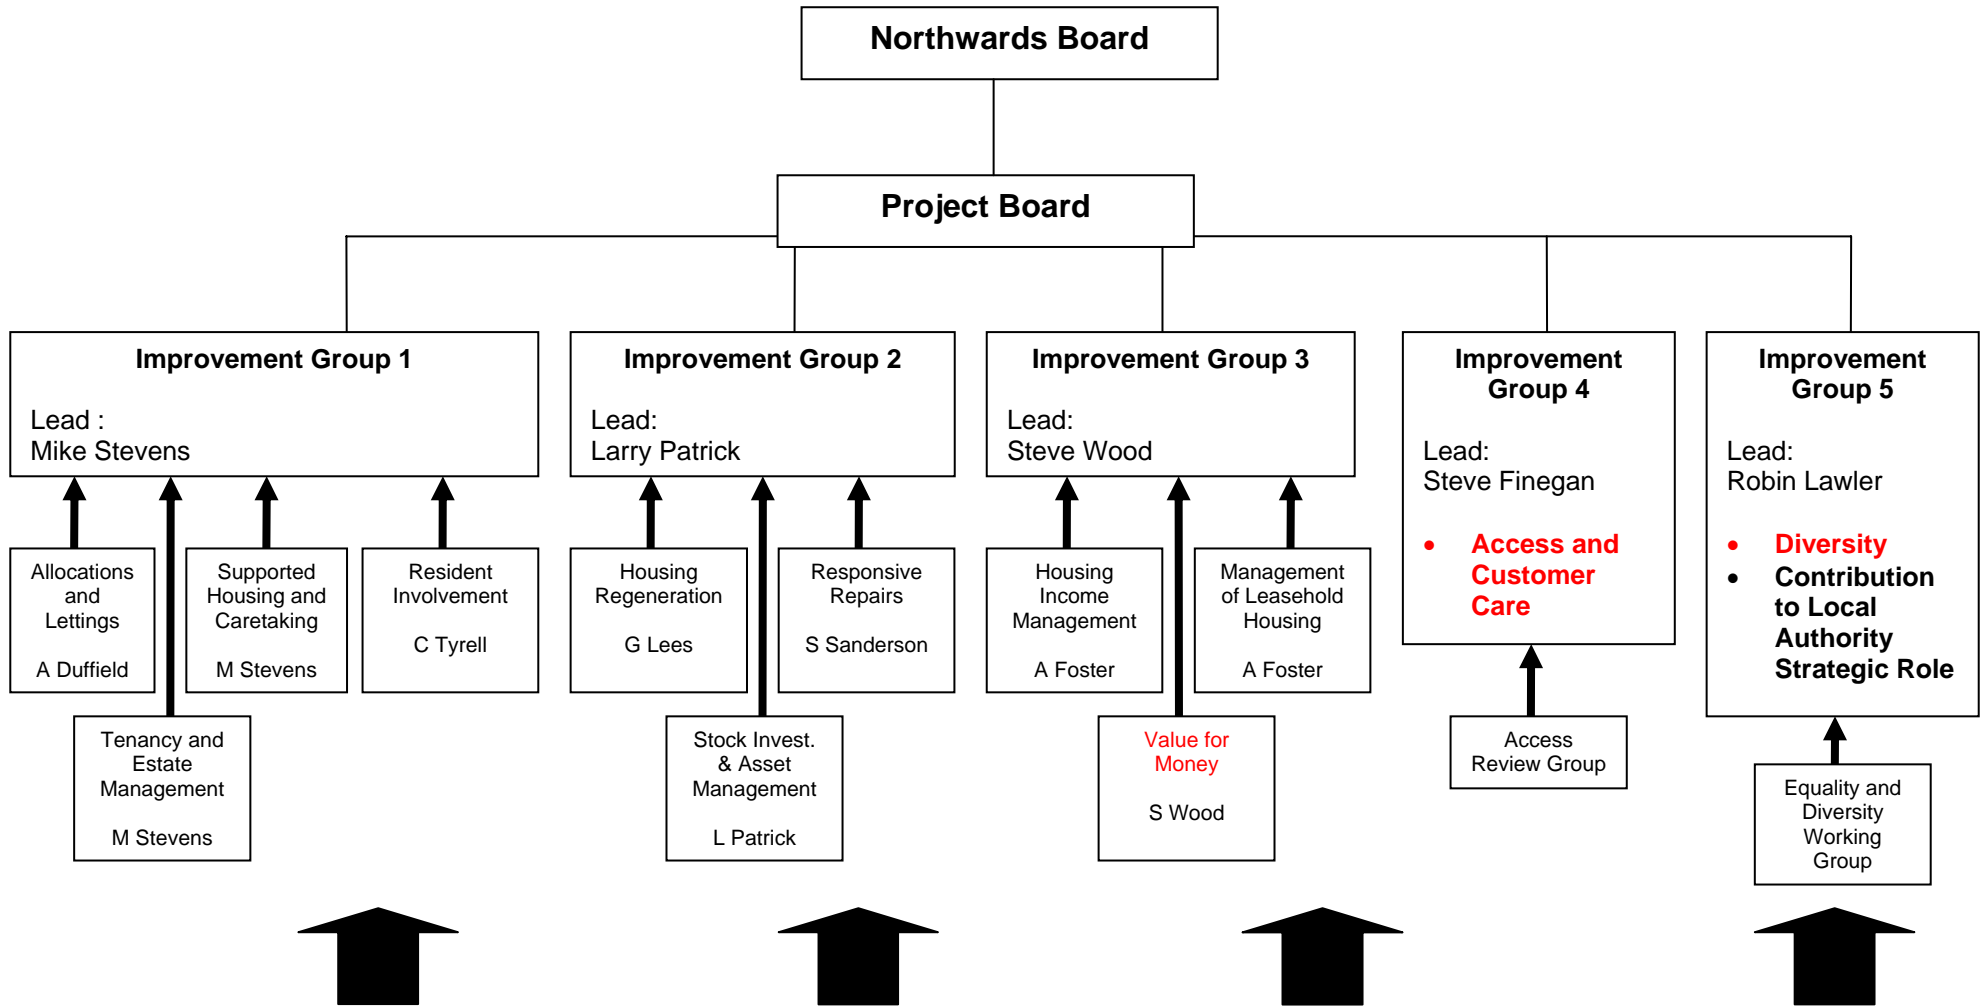 Northwards Board
Project Board
Improvement Group 1
Lead :
Mike Stevens
Improvement Group 2
Lead:
Larry Patrick
Improvement Group 3
Lead:
Steve Wood
Improvement
Group 4
Lead:
Steve Finegan
• Access and
Customer
Care
Improvement
Group 5
Lead:
Robin Lawler
• Diversity
• Contribution
to Local
Authority
Strategic Role
Allocations
and
Lettings
A Duffield
Supported
Housing and
Caretaking
M Stevens
Resident
Involvement
C Tyrell
Housing
Regeneration
G Lees
Responsive
Repairs
S Sanderson
Housing
Income
Management
A Foster
Management
of Leasehold
Housing
A Foster
Tenancy and
Estate
Management
M Stevens
Stock Invest.
& Asset
Management
L Patrick
Value for
Money
S Wood
Access
Review Group
Equality and
Diversity
Working
Group